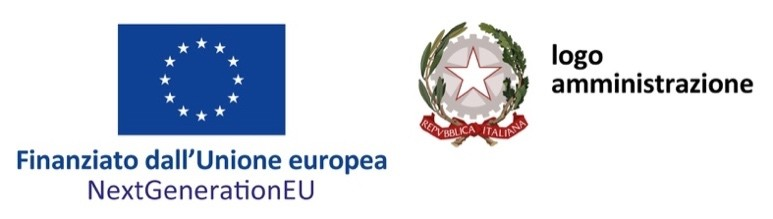 Finanziato dall'Unione europea
NextGenerationEU
REPVBBLICA ITALIANA
logo
amministrazione